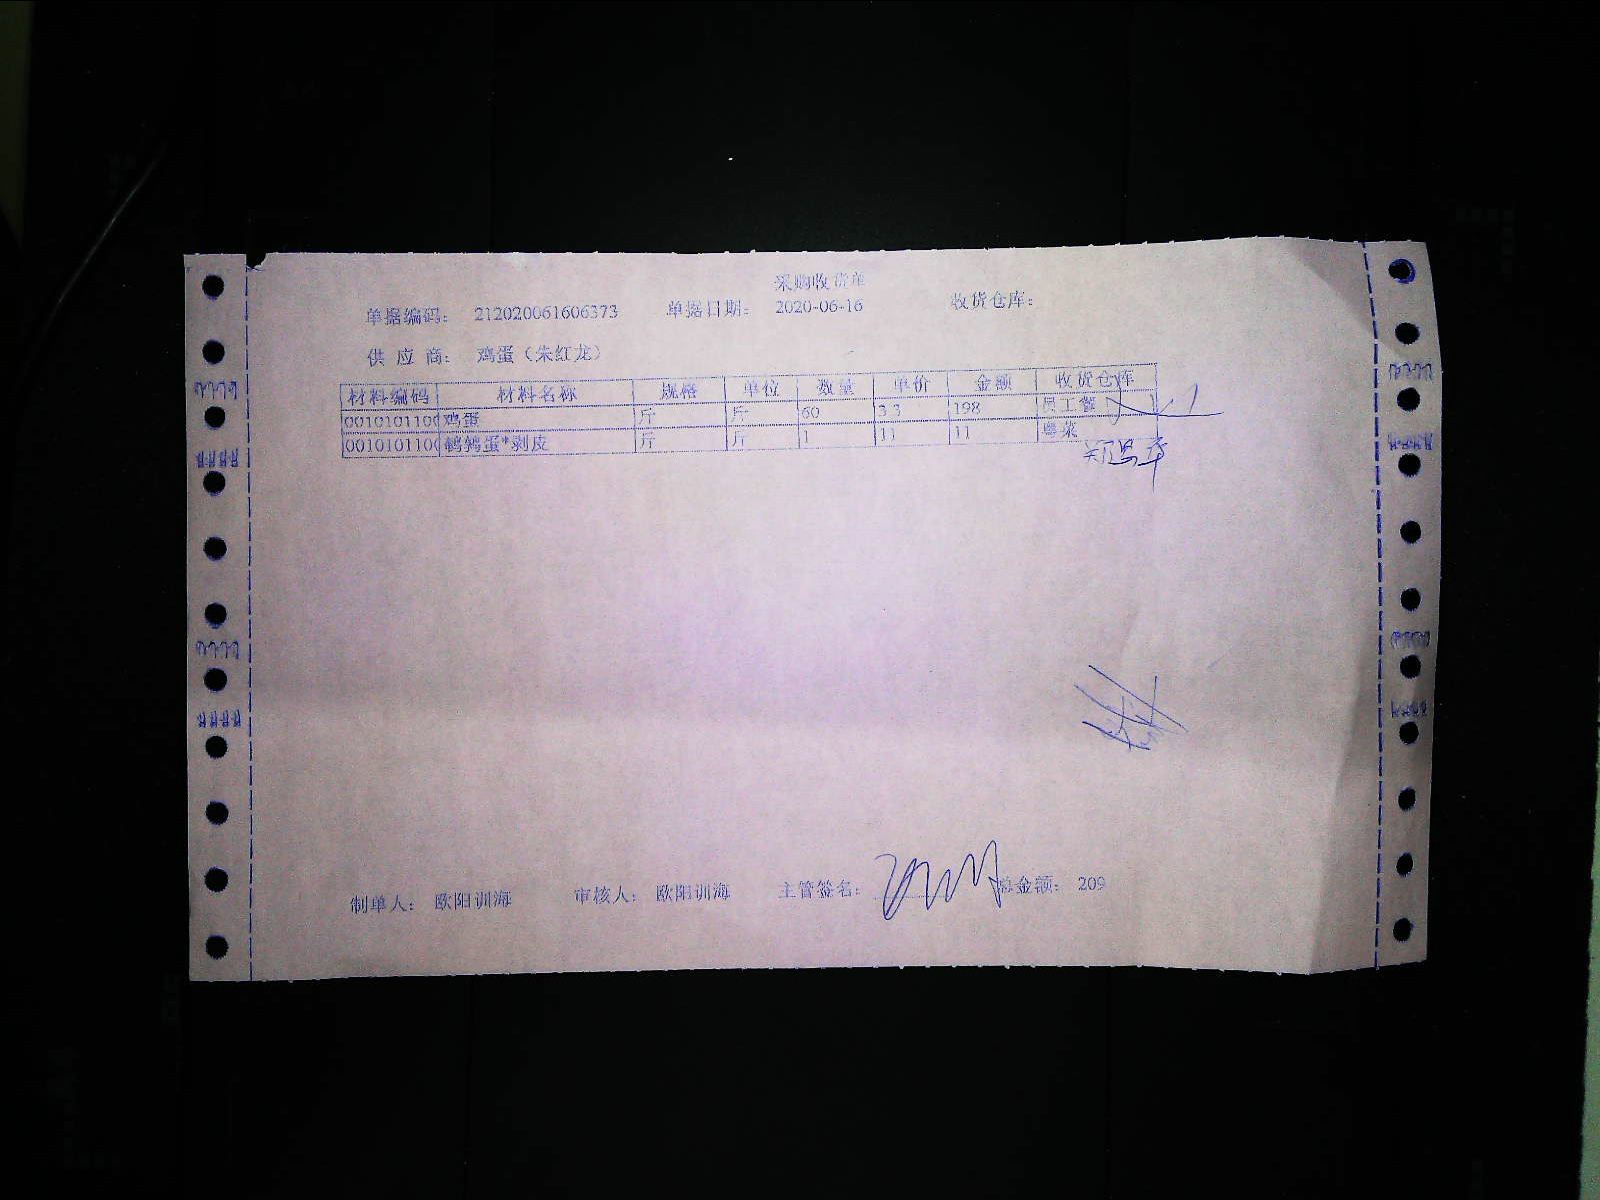 采购收货单
单据编码： 212020061606373 单据日期： 2020-06-16 收货仓库：
供 应 商： 鸡蛋（朱红龙）
材料编码 材料名称 规格 单位 数量 单价 金额 收货仓库
0010101100 鸡蛋 斤 斤 60 3.3 198 员工餐
0010101100 鹌鹑蛋*剥皮 斤 斤 1 11 11 粤菜
制单人： 欧阳训海 审核人： 欧阳训海 主管签名： 总金额： 209